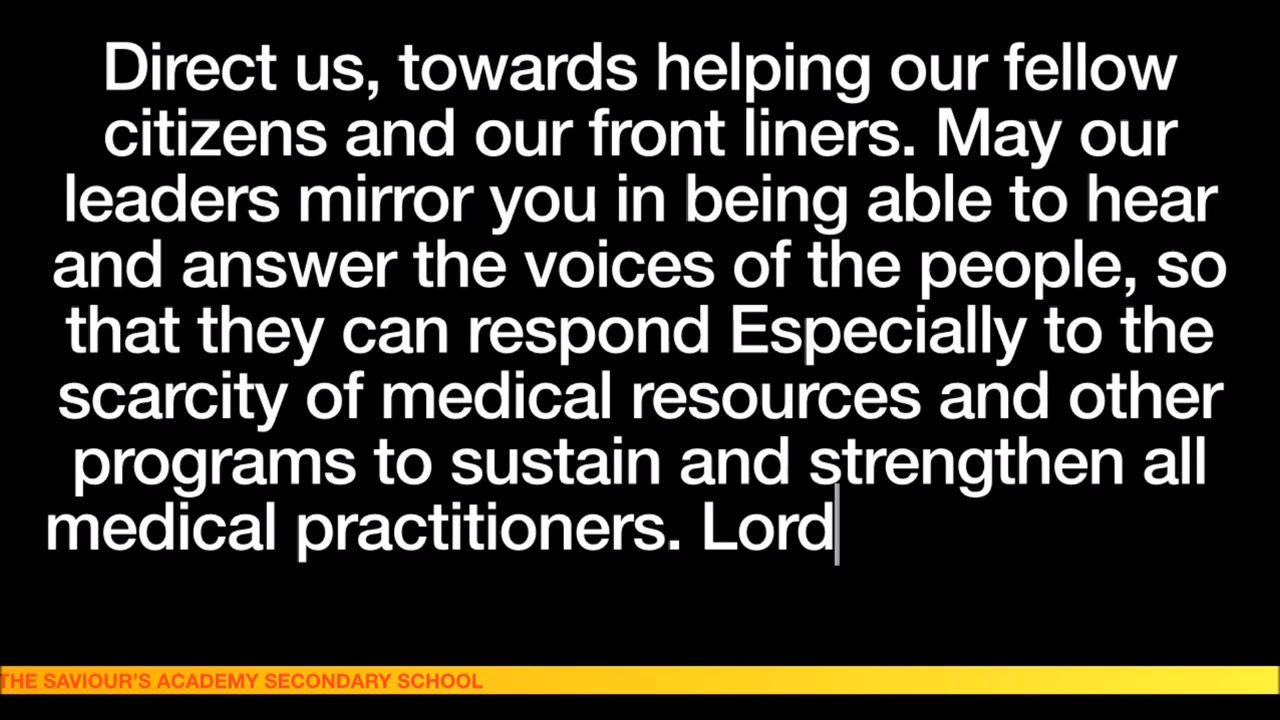 Direct us, towards helping our fellow
citizens and our front liners. May our
leaders mirror you in being able to hear
and answer the voices of the people, so
that they can respond Especially to the
scarcity of medical resources and other
programs to sustain and strengthen all
medical practitioners. Lord
THE SAVIOUR'S ACADEMY SECONDARY SCHOOL